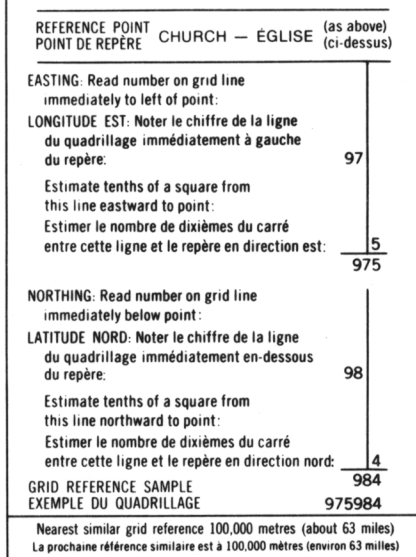 REFERENCE POINT CHURCH — ÉGLISE (as above)
POINT DE REPÈRE (ci-dessus)
EASTING: Read number on grid line
immediately to left of point:
LONGITUDE EST: Noter le chiffre de la ligne
du quadrillage immédiatement à gauche
du repère: 97
Estimate tenths of a square from
this line eastward to point:
Estimer le nombre de dixièmes du carré
entre cette ligne et le repère en direction est: 5
975
NORTHING: Read number on grid line
immediately below point:
LATITUDE NORD: Noter le chiffre de la ligne
du quadrillage immédiatement en-dessous
du repère: 98
Estimate tenths of a square from
this line northward to point:
Estimer le nombre de dixièmes du carré
entre cette ligne et le repère en direction nord: 4
GRID REFERENCE SAMPLE 984
EXEMPLE DU QUADRILLAGE 975984
Nearest similar grid reference 100,000 metres (about 63 miles)
La prochaine référence similaire est à 100,000 mètres (environ 63 milles)